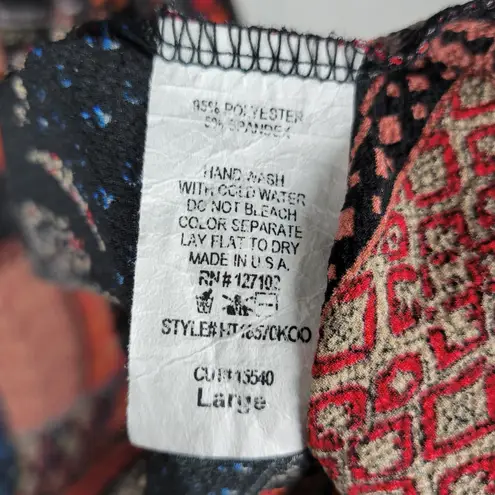 95% POLYESTER
5% SPANDEX
HAND WASH
WITH COLD WATER
DO NOT BLEACH
COLOR SEPARATE
LAY FLAT TO DRY
MADE IN U.S.A.
RN # 127102
STYLE#
CUT# 15540
Large